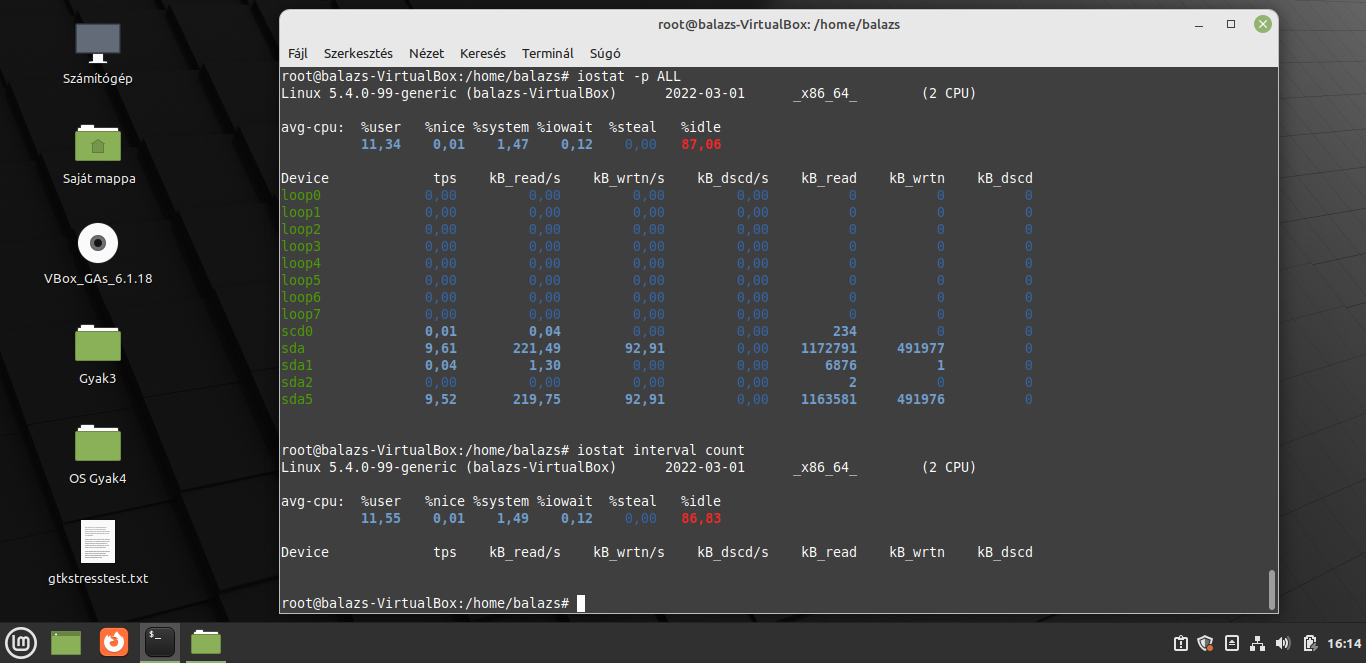 Számítógép
Saját mappa
VBox_GAs_6.1.18
Gyak3
OS Gyak4
gtkstresstest.txt
root@balazs-VirtualBox: /home/balazs
Fájl Szerkesztés Nézet Keresés Terminál Súgó
root@balazs-VirtualBox:/home/balazs# iostat -p ALL
Linux 5.4.0-99-generic (balazs-VirtualBox) 2022-03-01 _x86_64_ (2 CPU)
avg-cpu: %user %nice %system %iowait %steal %idle
11,34 0,01 1,47 0,12 0,00 87,06
Device tps kB_read/s kB_wrtn/s kB_dscd/s kB_read kB_wrtn kB_dscd
loop0 0,00 0,00 0,00 0,00 0 0 0
loop1 0,00 0,00 0,00 0,00 0 0 0
loop2 0,00 0,00 0,00 0,00 0 0 0
loop3 0,00 0,00 0,00 0,00 0 0 0
loop4 0,00 0,00 0,00 0,00 0 0 0
loop5 0,00 0,00 0,00 0,00 0 0 0
loop6 0,00 0,00 0,00 0,00 0 0 0
loop7 0,00 0,00 0,00 0,00 0 0 0
scd0 0,01 0,04 0,00 0,00 234 0 0
sda 9,61 221,49 92,91 0,00 1172791 491977 0
sda1 0,04 1,30 0,00 0,00 6876 1 0
sda2 0,00 0,00 0,00 0,00 2 0 0
sda5 9,52 219,75 92,91 0,00 1163581 491976 0
root@balazs-VirtualBox:/home/balazs# iostat interval count
Linux 5.4.0-99-generic (balazs-VirtualBox) 2022-03-01 _x86_64_ (2 CPU)
avg-cpu: %user %nice %system %iowait %steal %idle
11,55 0,01 1,49 0,12 0,00 86,83
Device tps kB_read/s kB_wrtn/s kB_dscd/s kB_read kB_wrtn kB_dscd
root@balazs-VirtualBox:/home/balazs#
$_
16:14